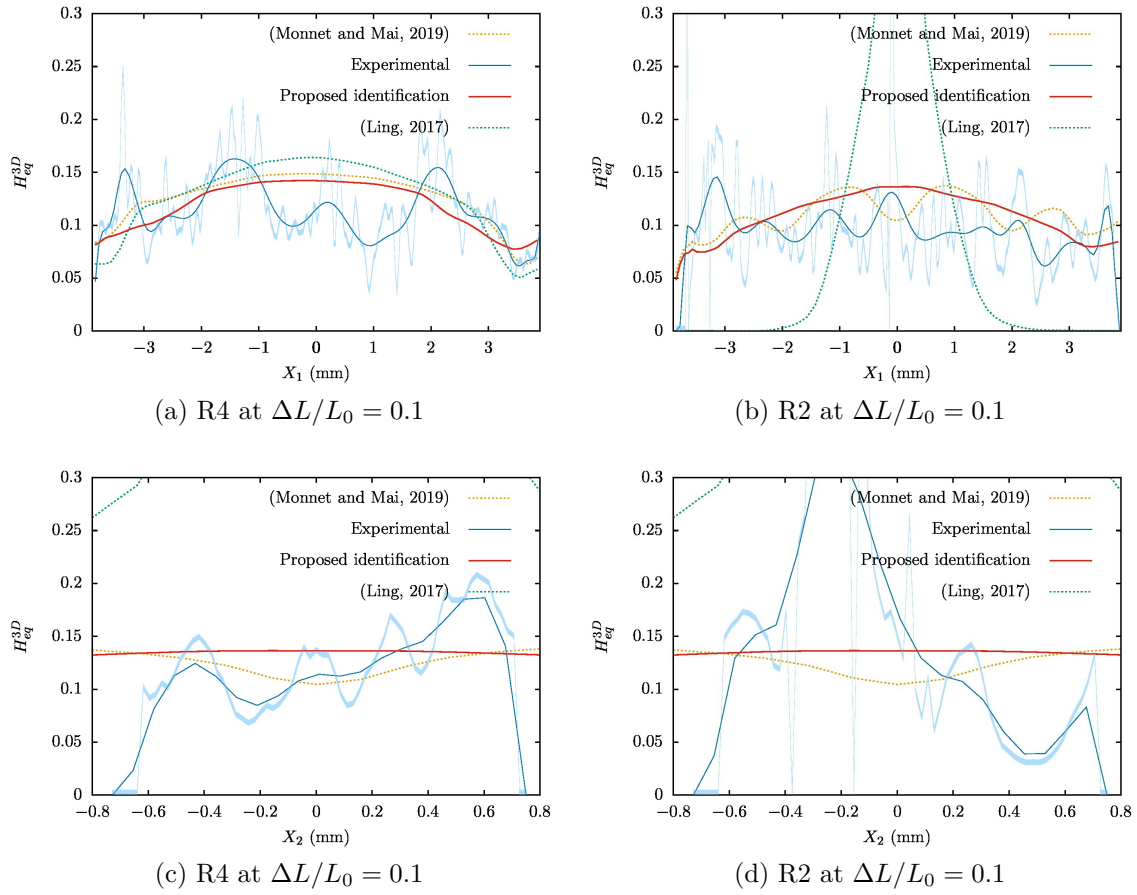 0.3
0.25
0.2
0.15
0.1
0.05
0
H_{eq}^{3D}
(Monnet and Mai, 2019)
Experimental
Proposed identification
(Ling, 2017)
−3 −2 −1 0 1 2 3
X_1 (mm)
(a) R4 at ΔL/L_0 = 0.1
0.3
0.25
0.2
0.15
0.1
0.05
0
H_{eq}^{3D}
(Monnet and Mai, 2019)
Experimental
Proposed identification
(Ling, 2017)
−3 −2 −1 0 1 2 3
X_1 (mm)
(b) R2 at ΔL/L_0 = 0.1
0.3
0.25
0.2
0.15
0.1
0.05
0
H_{eq}^{3D}
(Monnet and Mai, 2019)
Experimental
Proposed identification
(Ling, 2017)
−0.8 −0.6 −0.4 −0.2 0 0.2 0.4 0.6 0.8
X_2 (mm)
(c) R4 at ΔL/L_0 = 0.1
0.3
0.25
0.2
0.15
0.1
0.05
0
H_{eq}^{3D}
(Monnet and Mai, 2019)
Experimental
Proposed identification
(Ling, 2017)
−0.8 −0.6 −0.4 −0.2 0 0.2 0.4 0.6 0.8
X_2 (mm)
(d) R2 at ΔL/L_0 = 0.1